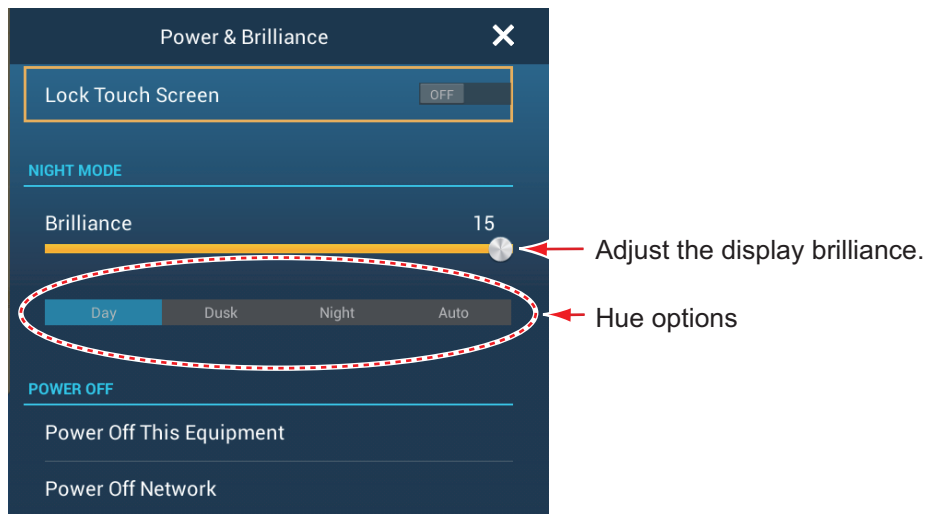 Power & Brilliance
Lock Touch Screen OFF
NIGHT MODE
Brilliance 15
Adjust the display brilliance.
Day Dusk Night Auto
Hue options
POWER OFF
Power Off This Equipment
Power Off Network